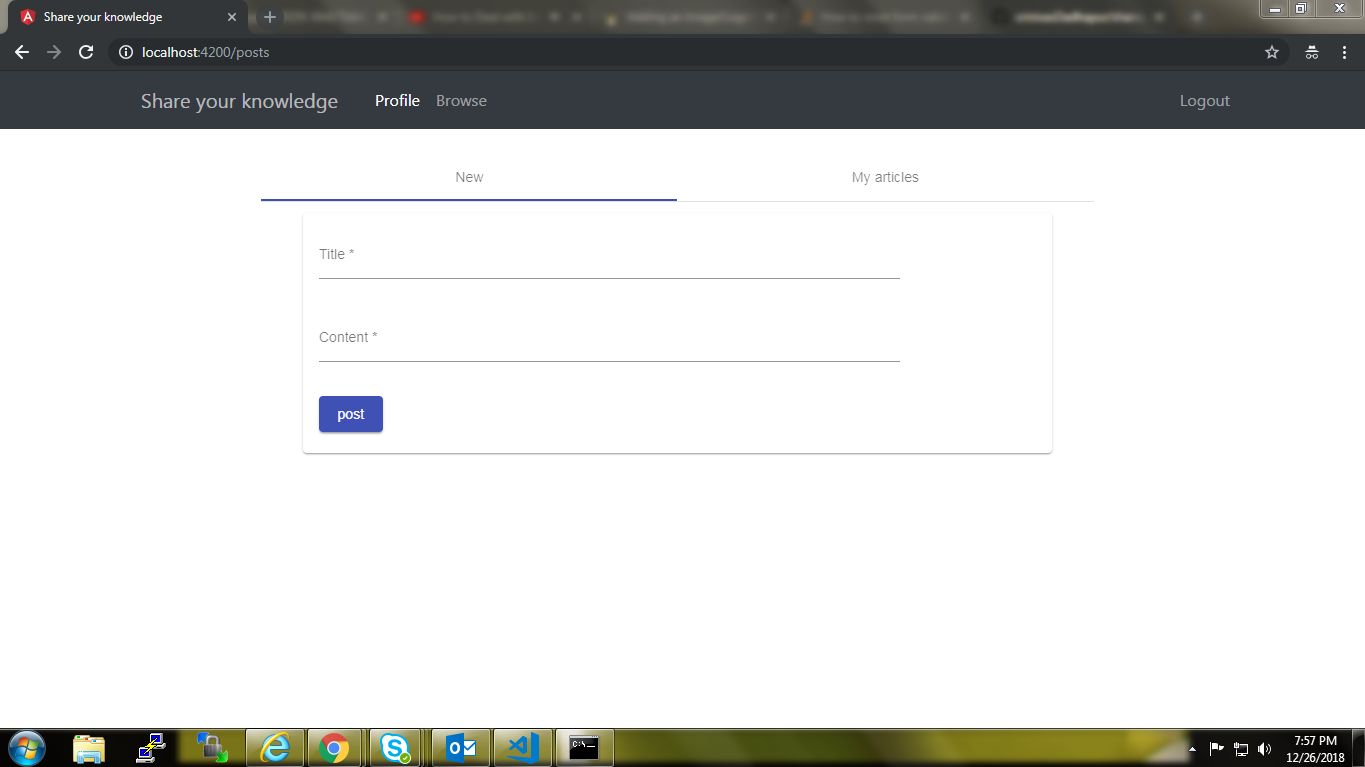 Share your knowledge
localhost:4200/posts
Share your knowledge Profile Browse Logout
New My articles
Title *
Content *
post
7:57 PM
12/26/2018